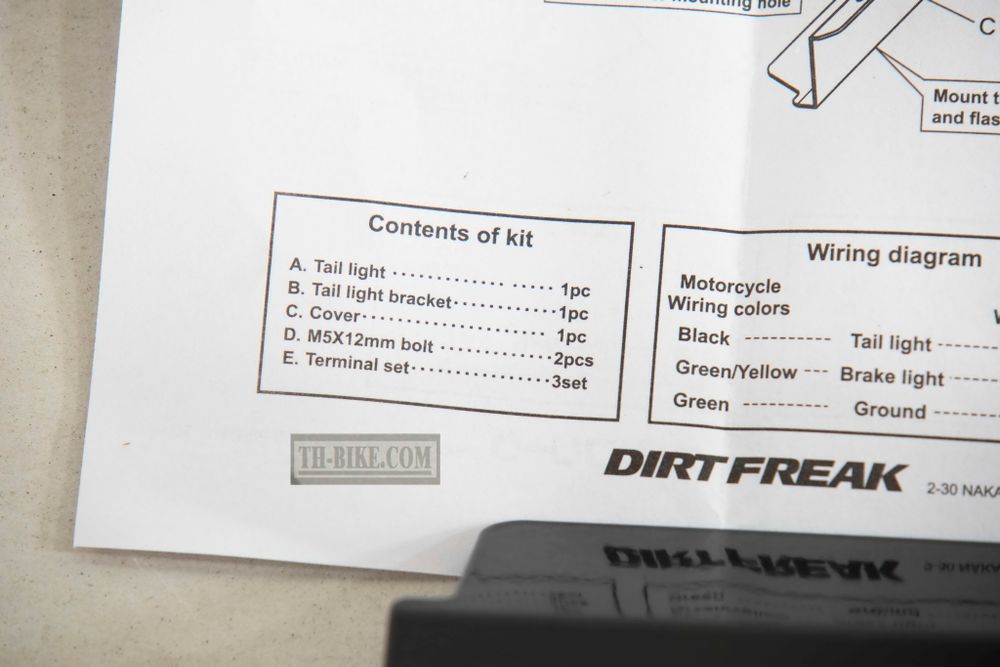 mounting hole
C
Mount t
and flas
Contents of kit
A. Tail light ················ ····· 1pc
B. Tail light bracket··············1pc
C. Cover························ 1pc
D. M5X12mm bolt ··············2pcs
E. Terminal set··················3set
Wiring diagram
Motorcycle
Wiring colors
Black ---------- Tail light -------
Green/Yellow --- Brake light -------
Green ---------- Ground -------
TH-BIKE.COM
DIRT FREAK
2-30 NAKA
DIRT FREAK